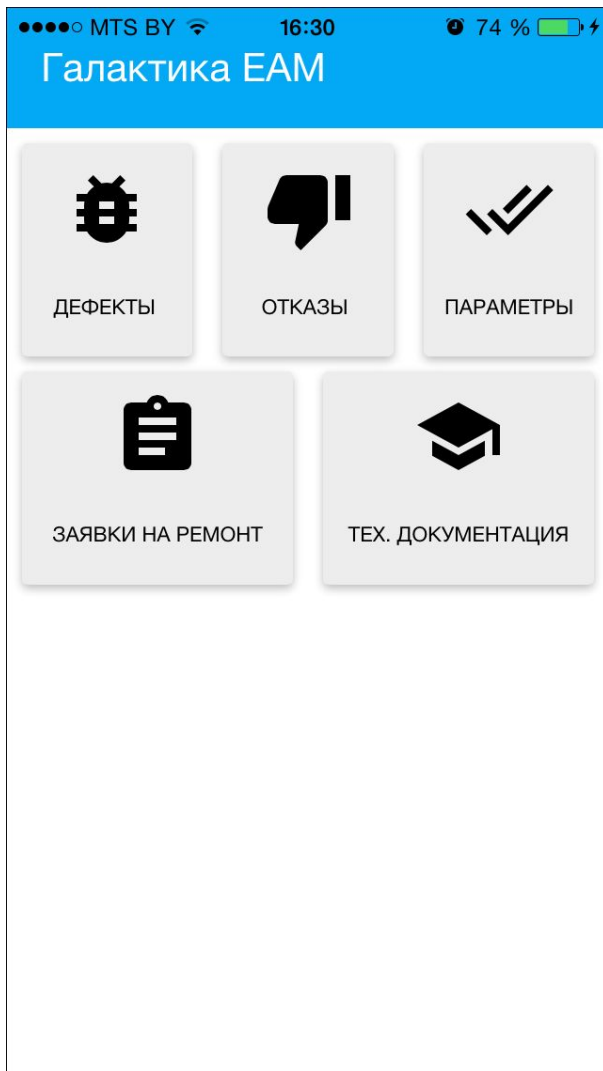 MTS BY 16:30 74 %
Галактика EAM
ДЕФЕКТЫ ОТКАЗЫ ПАРАМЕТРЫ
ЗАЯВКИ НА РЕМОНТ ТЕХ. ДОКУМЕНТАЦИЯ